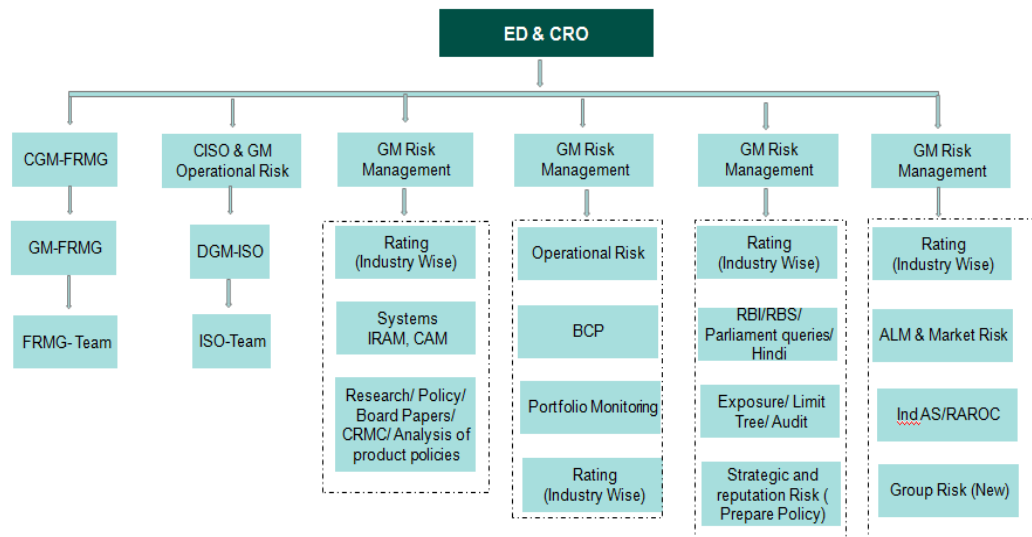 ED & CRO
CGM-FRMG
GM-FRMG
FRMG- Team
CISO & GM
Operational Risk
DGM-ISO
ISO-Team
GM Risk
Management
Rating
(Industry Wise)
Systems
IRAM, CAM
Research/ Policy/
Board Papers/
CRMC/ Analysis of
product policies
GM Risk
Management
Operational Risk
BCP
Portfolio Monitoring
Rating
(Industry Wise)
GM Risk
Management
Rating
(Industry Wise)
RBI/RBS/
Parliament queries/
Hindi
Exposure/ Limit
Tree/ Audit
Strategic and
reputation Risk (
Prepare Policy)
GM Risk
Management
Rating
(Industry Wise)
ALM & Market Risk
Ind AS/RAROC
Group Risk (New)